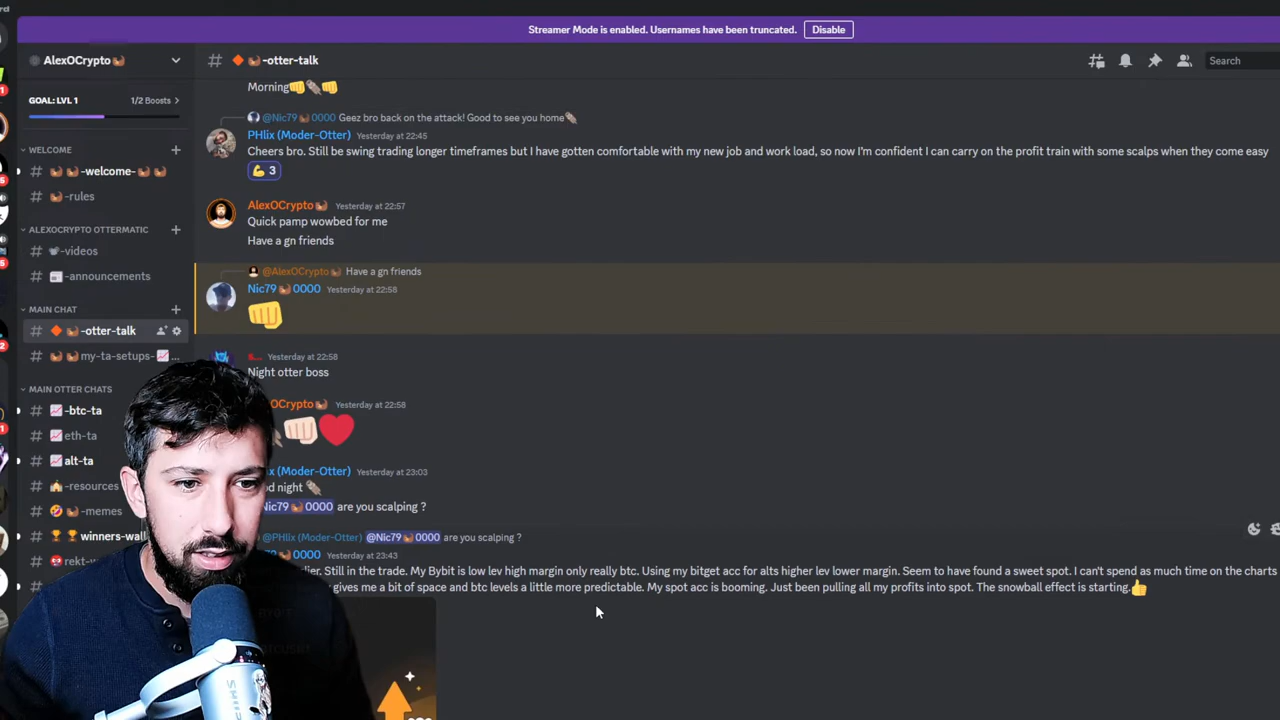 rd
Streamer Mode is enabled. Usernames have been truncated.
Disable
AlexOCrypto
-otter-talk
Search
GOAL: LVL 1
1/2 Boosts
WELCOME
-welcome-
-rules
ALEXOCRYPTO OTTERMATIC
-videos
-announcements
MAIN CHAT
-otter-talk
my-ta-setups-
...
MAIN OTTER CHATS
-btc-ta
eth-ta
alt-ta
-resources
-memes
winners-wall
rekt-w
Morning
@Nic79 0000 Geez bro back on the attack! Good to see you home
PHlix (Moder-Otter) Yesterday at 22:45
Cheers bro. Still be swing trading longer timeframes but I have gotten comfortable with my new job and work load, so now I'm confident I can carry on the profit train with some scalps when they come easy
3
AlexOCrypto Yesterday at 22:57
Quick pamp wowbed for me
Have a gn friends
@AlexOCrypto Have a gn friends
Nic79 0000 Yesterday at 22:58
Yesterday at 22:58
Night otter boss
OCrypto Yesterday at 22:58
ix (Moder-Otter) Yesterday at 23:03
od night
Nic79 0000 are you scalping ?
@PHlix (Moder-Otter) @Nic79 0000 are you scalping ?
0000 Yesterday at 23:43
lier. Still in the trade. My Bybit is low lev high margin only really btc. Using my bitget acc for alts higher lev lower margin. Seem to have found a sweet spot. I can't spend as much time on the charts
gives me a bit of space and btc levels a little more predictable. My spot acc is booming. Just been pulling all my profits into spot. The snowball effect is starting.